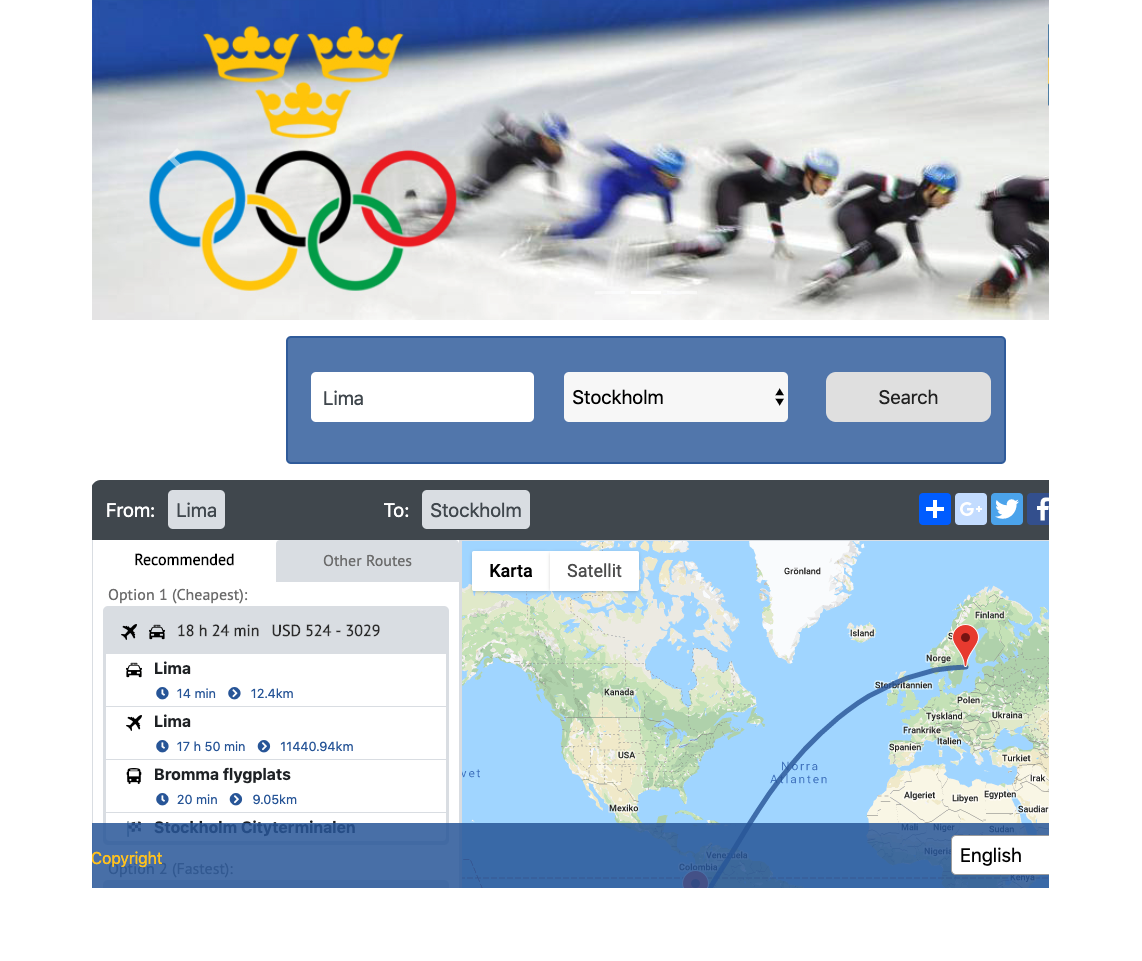 Lima
Stockholm
Search
From: Lima To: Stockholm
Recommended
Other Routes
Option 1 (Cheapest):
18 h 24 min USD 524 - 3029
Lima
14 min 12.4km
Lima
17 h 50 min 11440.94km
Bromma flygplats
20 min 9.05km
Stockholm Cityterminalen
Option 2 (Fastest):
Copyright
Karta
Satellit
Grönland
Finland
Island
Norge
Storbritannien
Kanada
Polen
Tyskland
Ukraina
Frankrike
Italien
Spanien
USA
Turkiet
Norra
Atlanten
vet
Irak
Algeriet
Libyen
Egypten
Mexiko
Saudiar
Mali
Niger
Sudan
Nigeria
Venezuela
Colombia
Kenya
English